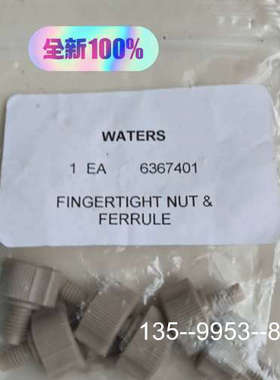 全新100%
WATERS
1 EA 6367401
FINGERTIGHT NUT &
FERRULE
135--9953--8